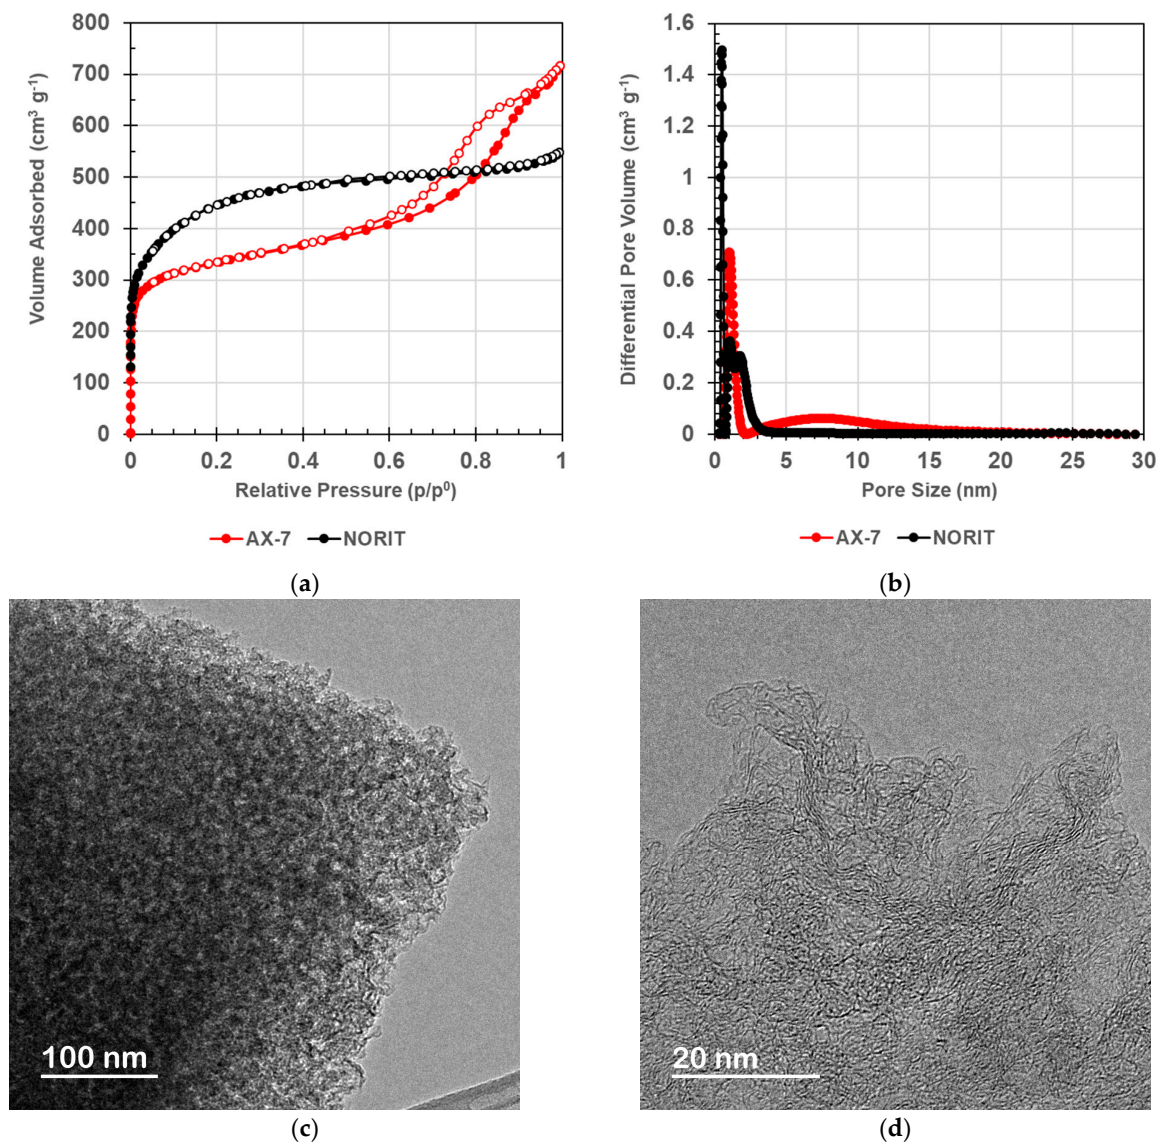 Volume Adsorbed (cm³ g⁻¹)
800
700
600
500
400
300
200
100
0
0 0.2 0.4 0.6 0.8 1
Relative Pressure (p/p⁰)
AX-7 NORIT
(a)
Differential Pore Volume (cm³ g⁻¹)
1.6
1.4
1.2
1
0.8
0.6
0.4
0.2
0
0 5 10 15 20 25 30
Pore Size (nm)
AX-7 NORIT
(b)
100 nm
(c)
20 nm
(d)